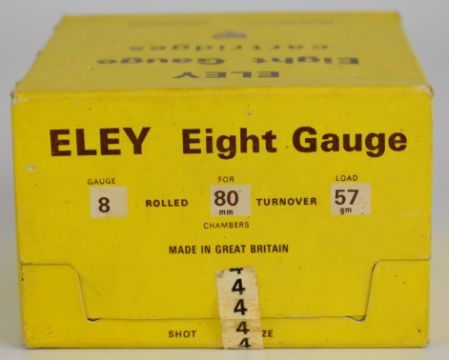 ELEY
Eight Gauge
cartridges
ELEY Eight Gauge
GAUGE FOR LOAD
8 ROLLED 80 mm TURNOVER 57 gm
CHAMBERS
MADE IN GREAT BRITAIN
4
4
4
4
SHOT